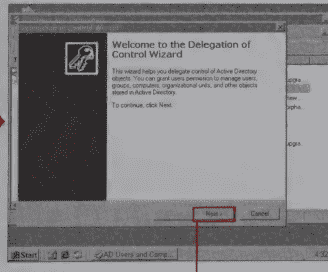 Welcome to the Delegation of
Control Wizard
This wizard helps you delegate control of Active Directory
objects. You can grant users permission to manage users,
groups, computers, organizational units, and other objects
stored in Active Directory.
To continue, click Next.
Next >
Cancel
Start
AD Users and Comp...